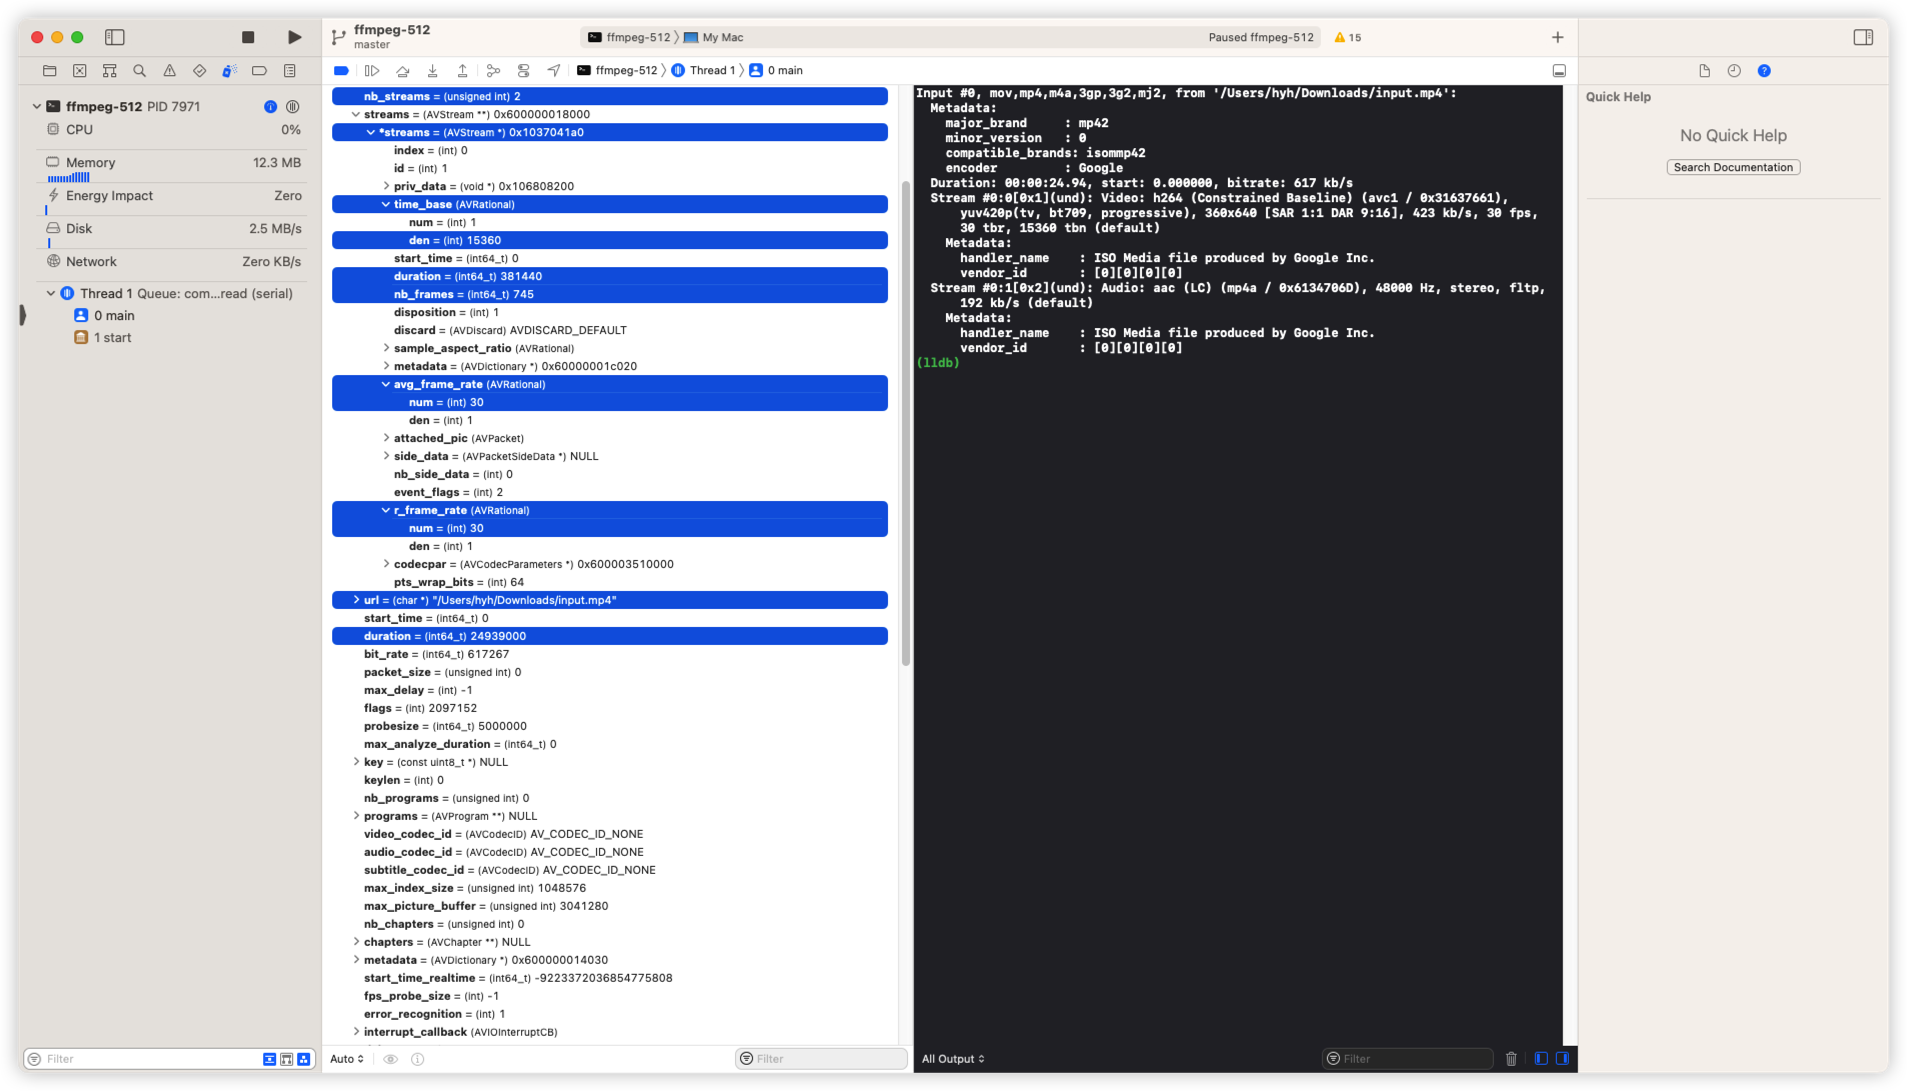 ffmpeg-512
master
ffmpeg-512 〉 My Mac
Paused ffmpeg-512
15
ffmpeg-512 〉 Thread 1 〉 0 main
ffmpeg-512 PID 7971
CPU 0%
Memory 12.3 MB
Energy Impact Zero
Disk 2.5 MB/s
Network Zero KB/s
Thread 1 Queue: com...read (serial)
0 main
1 start
Filter
nb_streams = (unsigned int) 2
streams = (AVStream **) 0x600000018000
*streams = (AVStream *) 0x1037041a0
index = (int) 0
id = (int) 1
priv_data = (void *) 0x106808200
time_base (AVRational)
num = (int) 1
den = (int) 15360
start_time = (int64_t) 0
duration = (int64_t) 381440
nb_frames = (int64_t) 745
disposition = (int) 1
discard = (AVDiscard) AVDISCARD_DEFAULT
sample_aspect_ratio (AVRational)
metadata = (AVDictionary *) 0x60000001c020
avg_frame_rate (AVRational)
num = (int) 30
den = (int) 1
attached_pic (AVPacket)
side_data = (AVPacketSideData *) NULL
nb_side_data = (int) 0
event_flags = (int) 2
r_frame_rate (AVRational)
num = (int) 30
den = (int) 1
codecpar = (AVCodecParameters *) 0x600003510000
pts_wrap_bits = (int) 64
url = (char *) "/Users/hyh/Downloads/input.mp4"
start_time = (int64_t) 0
duration = (int64_t) 24939000
bit_rate = (int64_t) 617267
packet_size = (unsigned int) 0
max_delay = (int) -1
flags = (int) 2097152
probesize = (int64_t) 5000000
max_analyze_duration = (int64_t) 0
key = (const uint8_t *) NULL
keylen = (int) 0
nb_programs = (unsigned int) 0
programs = (AVProgram **) NULL
video_codec_id = (AVCodecID) AV_CODEC_ID_NONE
audio_codec_id = (AVCodecID) AV_CODEC_ID_NONE
subtitle_codec_id = (AVCodecID) AV_CODEC_ID_NONE
max_index_size = (unsigned int) 1048576
max_picture_buffer = (unsigned int) 3041280
nb_chapters = (unsigned int) 0
chapters = (AVChapter **) NULL
metadata = (AVDictionary *) 0x600000014030
start_time_realtime = (int64_t) -9223372036854775808
fps_probe_size = (int) -1
error_recognition = (int) 1
interrupt_callback (AVIOInterruptCB)
Auto
Filter
Input #0, mov,mp4,m4a,3gp,3g2,mj2, from '/Users/hyh/Downloads/input.mp4':
Metadata:
major_brand : mp42
minor_version : 0
compatible_brands: isommp42
encoder : Google
Duration: 00:00:24.94, start: 0.000000, bitrate: 617 kb/s
Stream #0:0[0x1](und): Video: h264 (Constrained Baseline) (avc1 / 0x31637661),
yuv420p(tv, bt709, progressive), 360x640 [SAR 1:1 DAR 9:16], 423 kb/s, 30 fps,
30 tbr, 15360 tbn (default)
Metadata:
handler_name : ISO Media file produced by Google Inc.
vendor_id : [0][0][0][0]
Stream #0:1[0x2](und): Audio: aac (LC) (mp4a / 0x6134706D), 48000 Hz, stereo, fltp,
192 kb/s (default)
Metadata:
handler_name : ISO Media file produced by Google Inc.
vendor_id : [0][0][0][0]
(lldb)
All Output
Filter
Quick Help
No Quick Help
Search Documentation